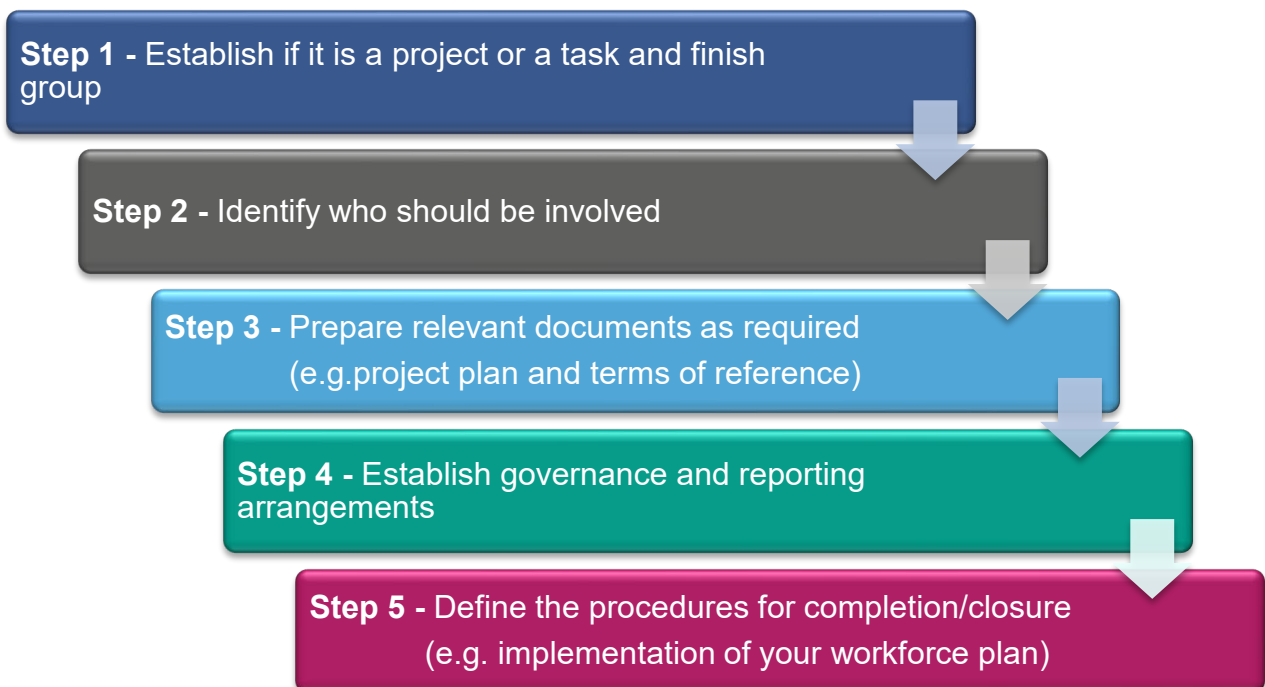 Step 1 - Establish if it is a project or a task and finish
group
Step 2 - Identify who should be involved
Step 3 - Prepare relevant documents as required
(e.g.project plan and terms of reference)
Step 4 - Establish governance and reporting
arrangements
Step 5 - Define the procedures for completion/closure
(e.g. implementation of your workforce plan)